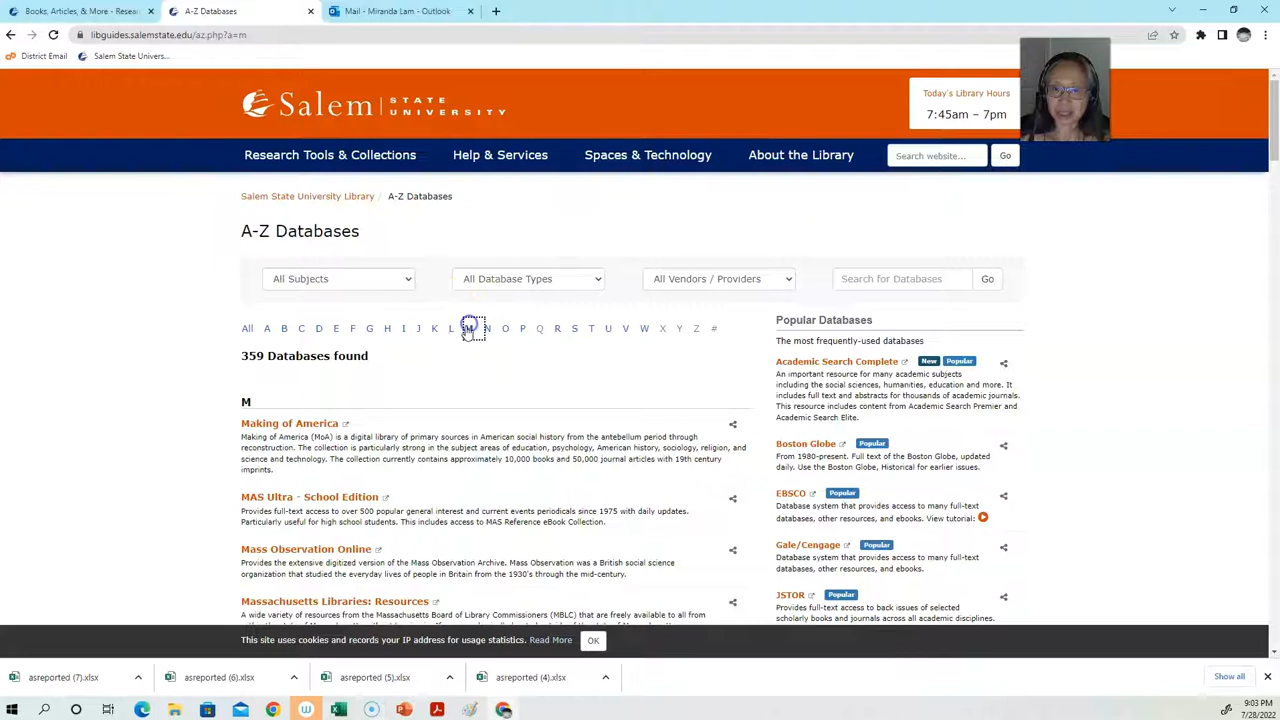 Books, Articles, & More - Resear
A-Z Databases
Mail - Miranda Lam - Outlook
libguides.salemstate.edu/az.php?a=m
District Email
Salem State Univers...
Salem STATE UNIVERSITY
Today's Library Hours
7:45am – 7pm
Research Tools & Collections
Help & Services
Spaces & Technology
About the Library
Search website...
Go
Salem State University Library / A-Z Databases
A-Z Databases
All Subjects
All Database Types
All Vendors / Providers
Search for Databases
Go
All A B C D E F G H I J K L M N O P Q R S T U V W X Y Z #
359 Databases found
M
Making of America
Making of America (MoA) is a digital library of primary sources in American social history from the antebellum period through
reconstruction. The collection is particularly strong in the subject areas of education, psychology, American history, sociology, religion, and
science and technology. The collection currently contains approximately 10,000 books and 50,000 journal articles with 19th century
imprints.
MAS Ultra - School Edition
Provides full-text access to over 500 popular general interest and current events periodicals since 1975 with daily updates.
Particularly useful for high school students. This includes access to MAS Reference eBook Collection.
Mass Observation Online
Provides the extensive digitized version of the Mass Observation Archive. Mass Observation was a British social science
organization that studied the everyday lives of people in Britain from the 1930's through the mid-century.
Massachusetts Libraries: Resources
A wide variety of resources from the Massachusetts Board of Library Commissioners (MBLC) that are freely available to all from
Popular Databases
The most frequently-used databases
Academic Search Complete New Popular
An important resource for many academic subjects
including the social sciences, humanities, education and more. It
includes full text and abstracts for thousands of academic journals.
This resource includes content from Academic Search Premier and
Academic Search Elite.
Boston Globe Popular
From 1980-present. Full text of the Boston Globe, updated
daily. Use the Boston Globe, Historical for earlier issues.
EBSCO Popular
Database system that provides access to many full-text
databases, other resources, and ebooks. View tutorial:
Gale/Cengage Popular
Database system that provides access to many full-text
databases, other resources, and ebooks.
JSTOR Popular
Provides full-text access to back issues of selected
scholarly books and journals across all academic disciplines.
This site uses cookies and records your IP address for usage statistics. Read More
OK
asreported (7).xlsx
asreported (6).xlsx
asreported (5).xlsx
asreported (4).xlsx
Show all
9:03 PM
7/28/2022